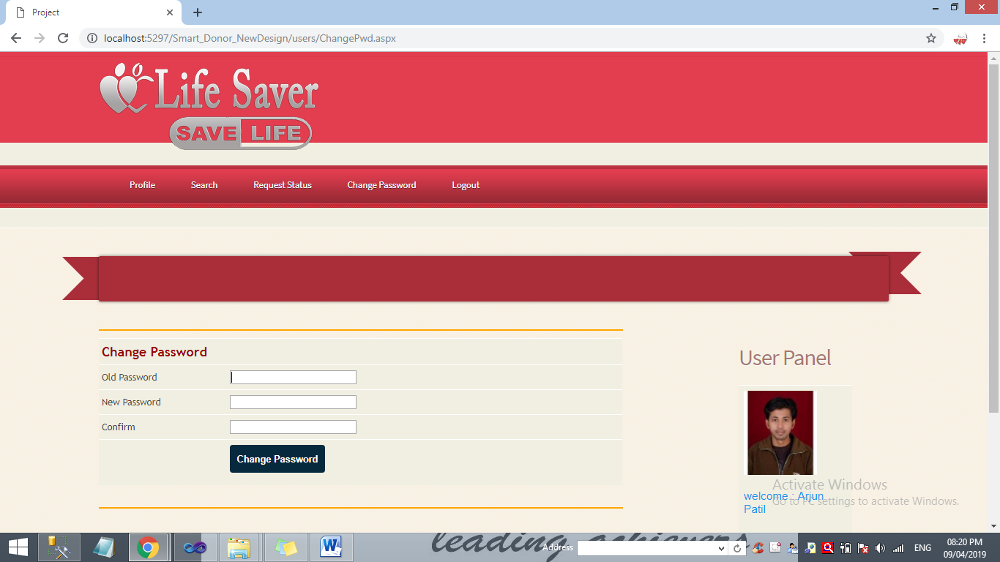 Project
localhost:5297/Smart_Donor_NewDesign/users/ChangePwd.aspx
Life Saver
SAVE LIFE
Profile Search Request Status Change Password Logout
Change Password
Old Password
New Password
Confirm
Change Password
User Panel
welcome : Arjun
Patil
Activate Windows
Go to PC settings to activate Windows.
leading achievers
Address
ENG
08:20 PM
09/04/2019